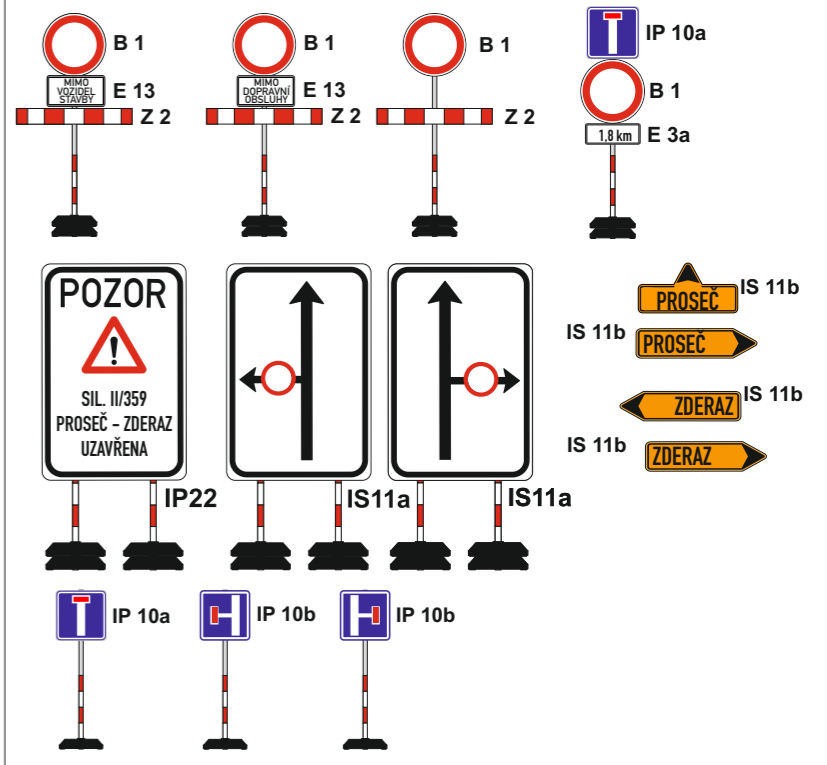 B 1
MIMO
VOZIDEL
STAVBY
E 13
Z 2
B 1
MIMO
DOPRAVNÍ
OBSLUHY
E 13
Z 2
B 1
Z 2
IP 10a
B 1
1,8 km
E 3a
POZOR
!
SIL. II/359
PROSEČ - ZDERAZ
UZAVŘENA
IP22
IS11a
IS11a
PROSEČ
IS 11b
IS 11b
PROSEČ
ZDERAZ
IS 11b
IS 11b
ZDERAZ
IP 10a
IP 10b
IP 10b